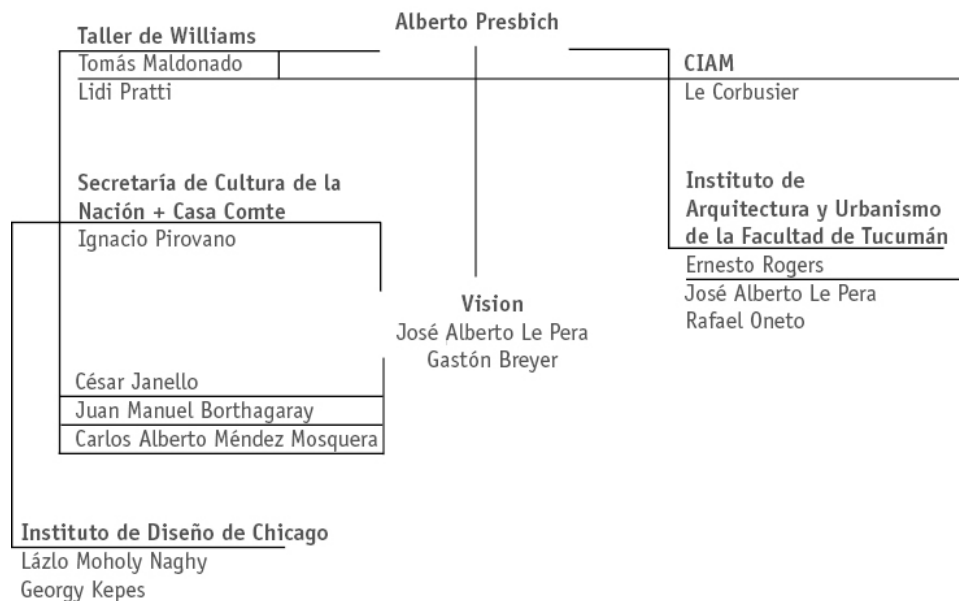 Alberto Presbich
Taller de Williams
Tomás Maldonado
Lidi Pratti
CIAM
Le Corbusier
Secretaría de Cultura de la
Nación + Casa Comte
Ignacio Pirovano
Instituto de
Arquitectura y Urbanismo
de la Facultad de Tucumán
Ernesto Rogers
José Alberto Le Pera
Rafael Oneto
Vision
José Alberto Le Pera
Gastón Breyer
César Janello
Juan Manuel Borthagaray
Carlos Alberto Méndez Mosquera
Instituto de Diseño de Chicago
Lázlo Moholy Naghy
Georgy Kepes